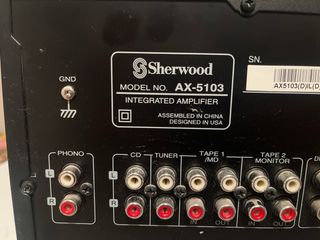 Sherwood
MODEL NO. AX-5103
INTEGRATED AMPLIFIER
ASSEMBLED IN CHINA
DESIGNED IN USA
SN.
GND
PHONO
CD
TUNER
TAPE 1
/MD
TAPE 2
MONITOR
L
R
L
R
IN
OUT
IN
OUT